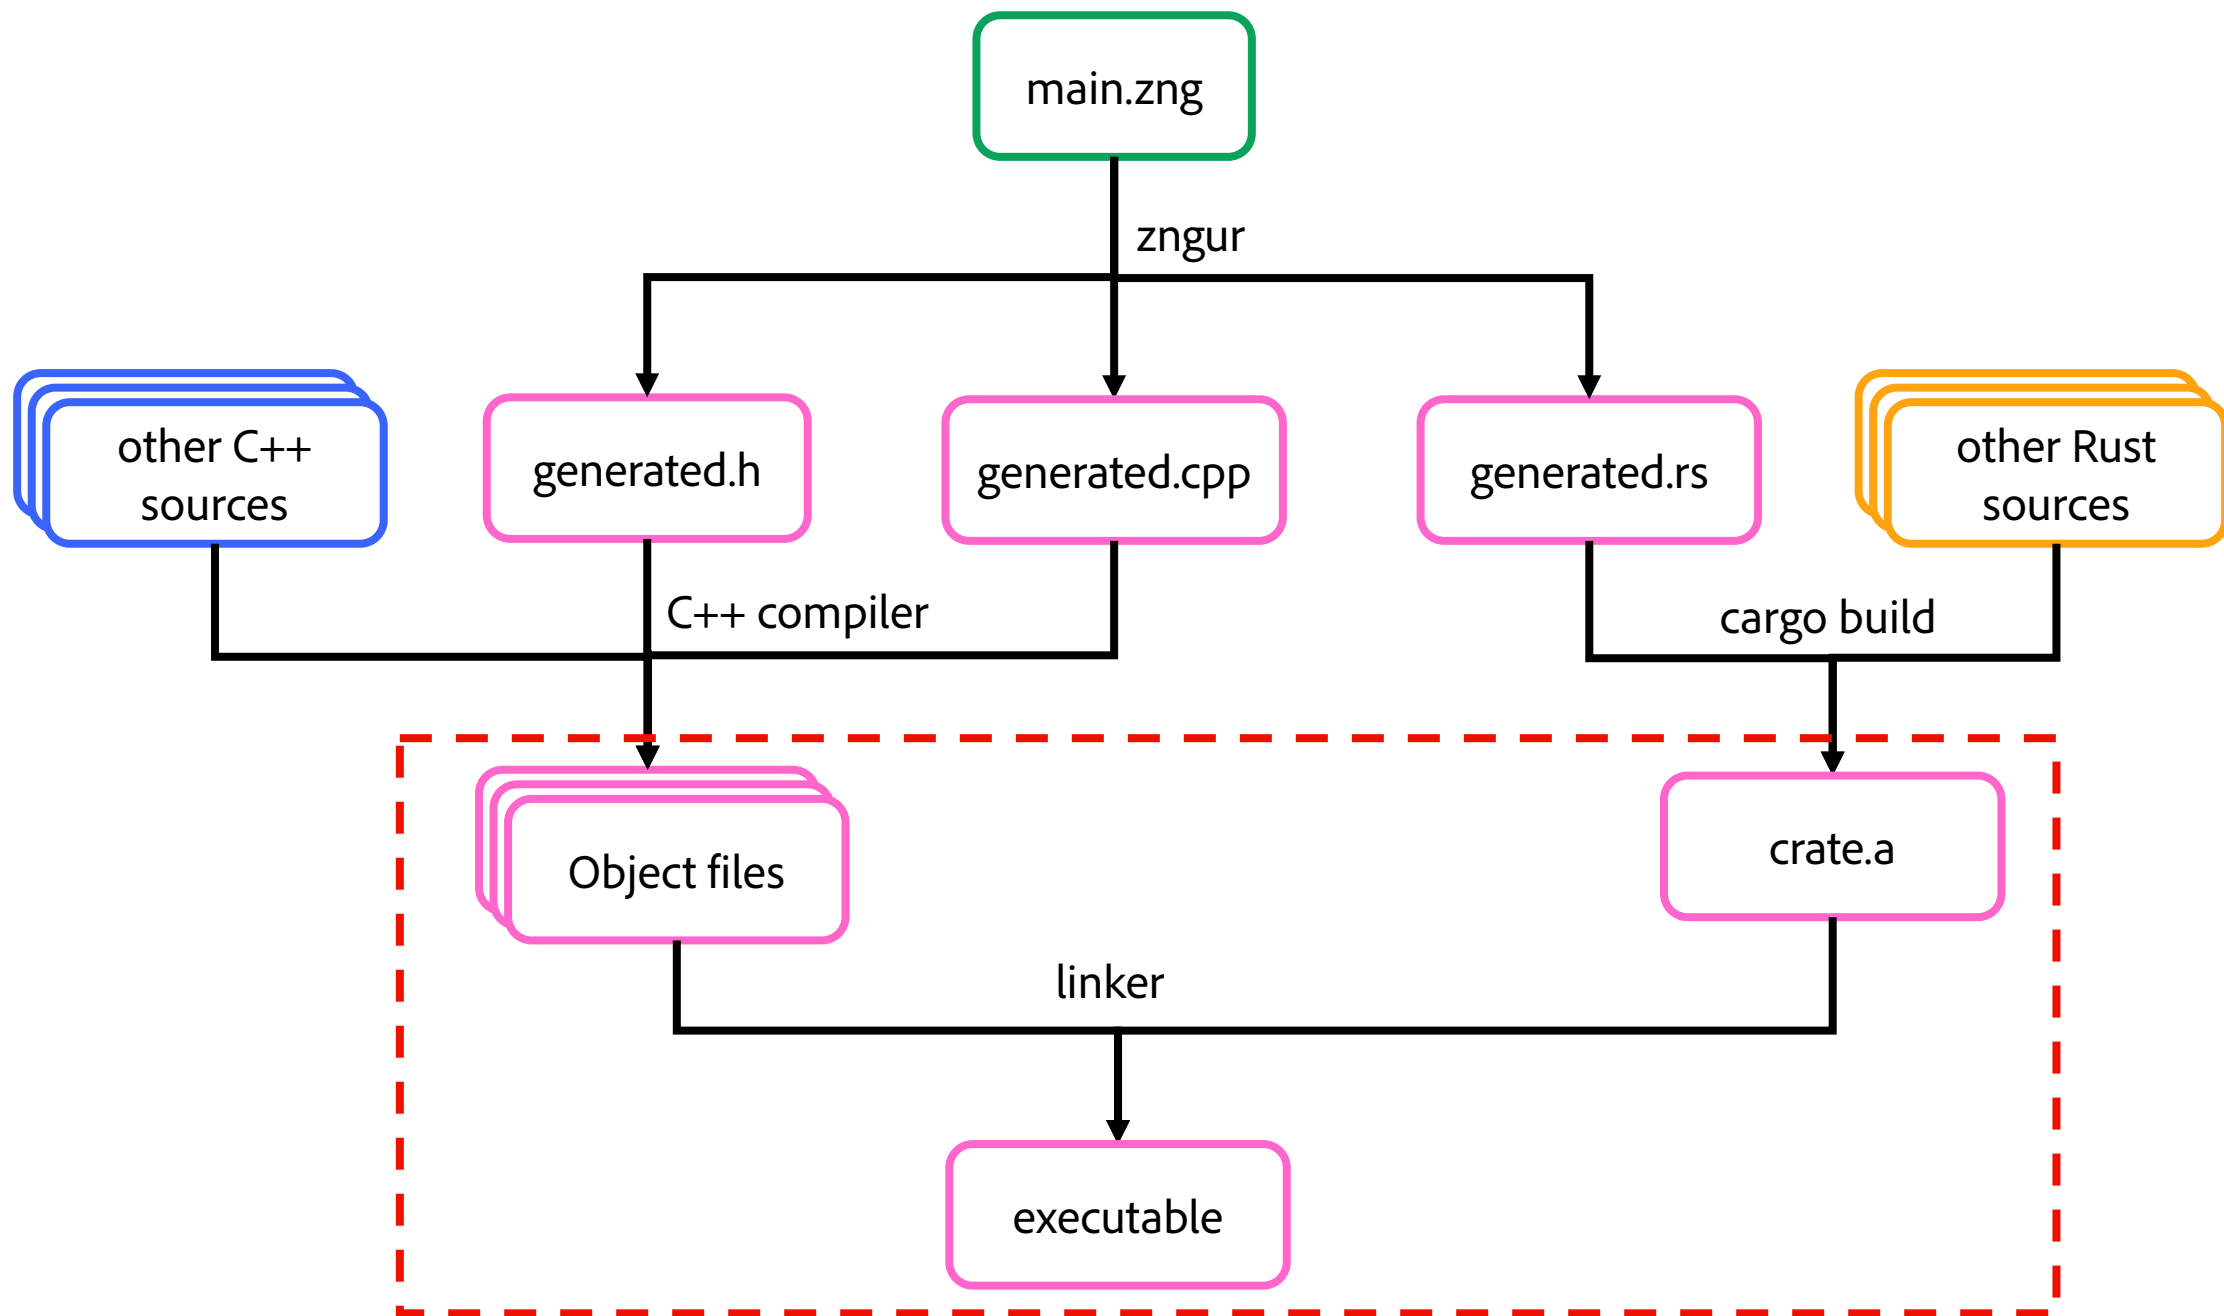 main.zng
zngur
other C++
sources
generated.h
generated.cpp
generated.rs
other Rust
sources
C++ compiler
cargo build
Object files
crate.a
linker
executable